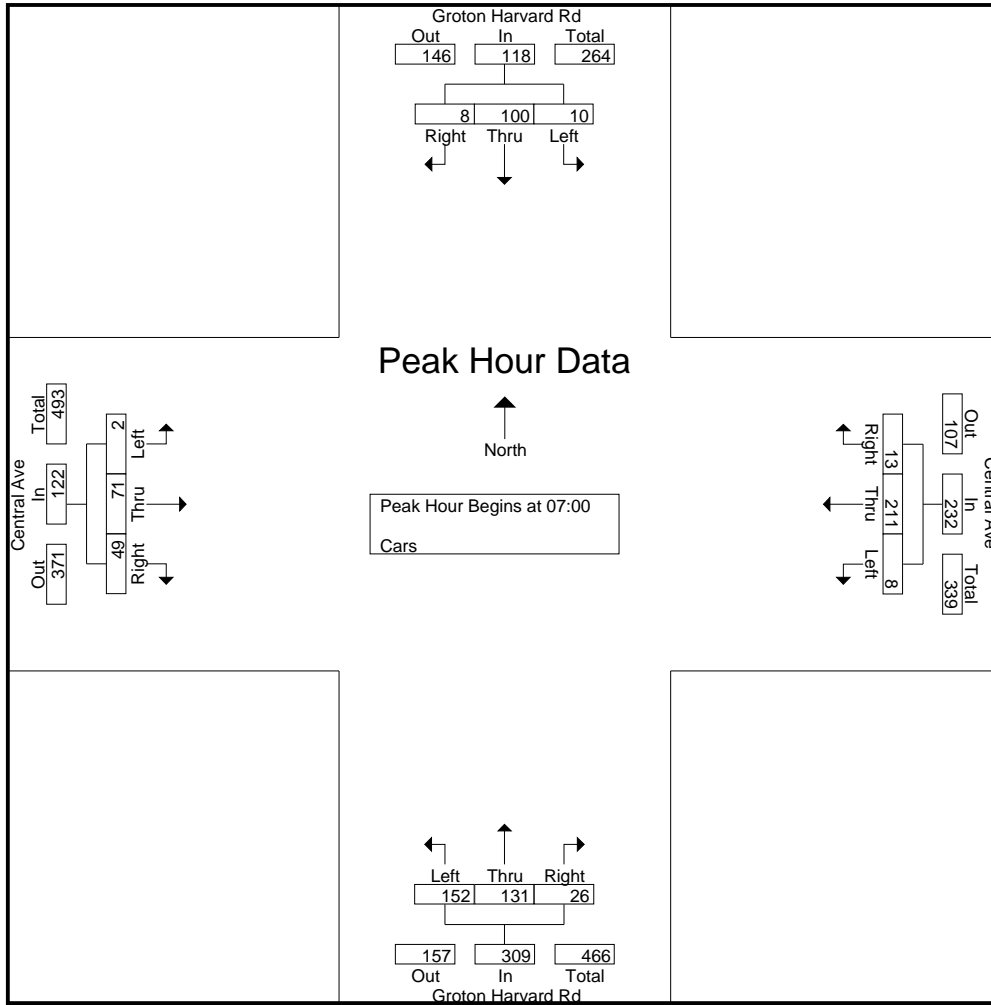 Groton Harvard Rd
Out In Total
146 118 264
8 100 10
Right Thru Left
Peak Hour Data
North
Peak Hour Begins at 07:00
Cars
Central Ave
Total In Out
493 122 371
2 71 49
Left Thru Right
Central Ave
Out In Total
107 232 339
13 211 8
Right Thru Left
Left Thru Right
152 131 26
157 309 466
Out In Total
Groton Harvard Rd